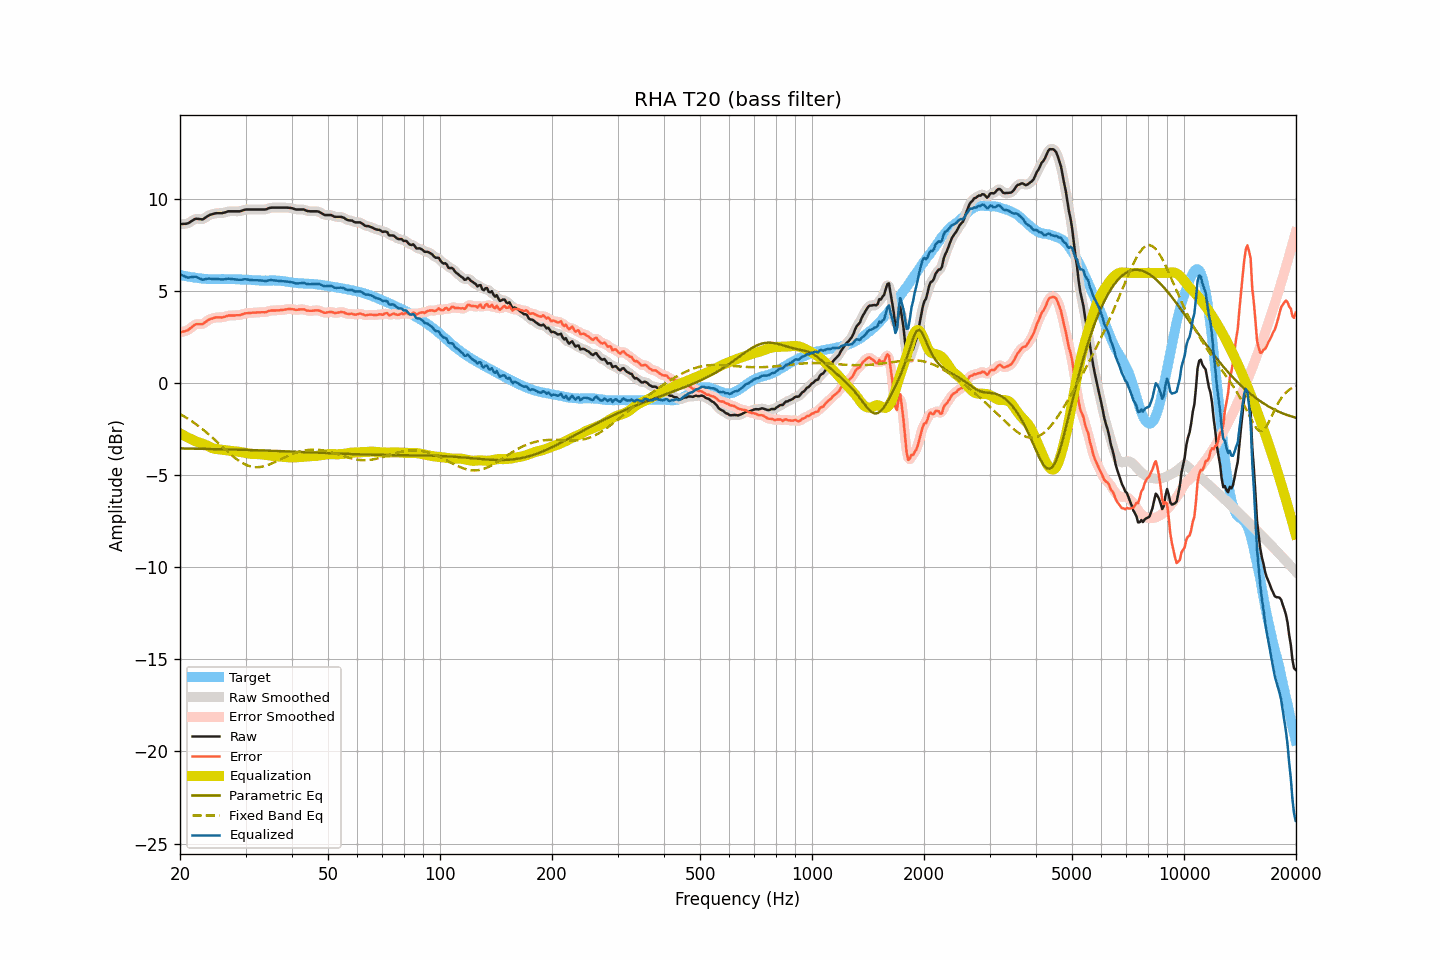 RHA T20 (bass filter)
10
5
0
−5
−10
−15
−20
−25
Amplitude (dBr)
Target
Raw Smoothed
Error Smoothed
Raw
Error
Equalization
Parametric Eq
Fixed Band Eq
Equalized
20 50 100 200 500 1000 2000 5000 10000 20000
Frequency (Hz)